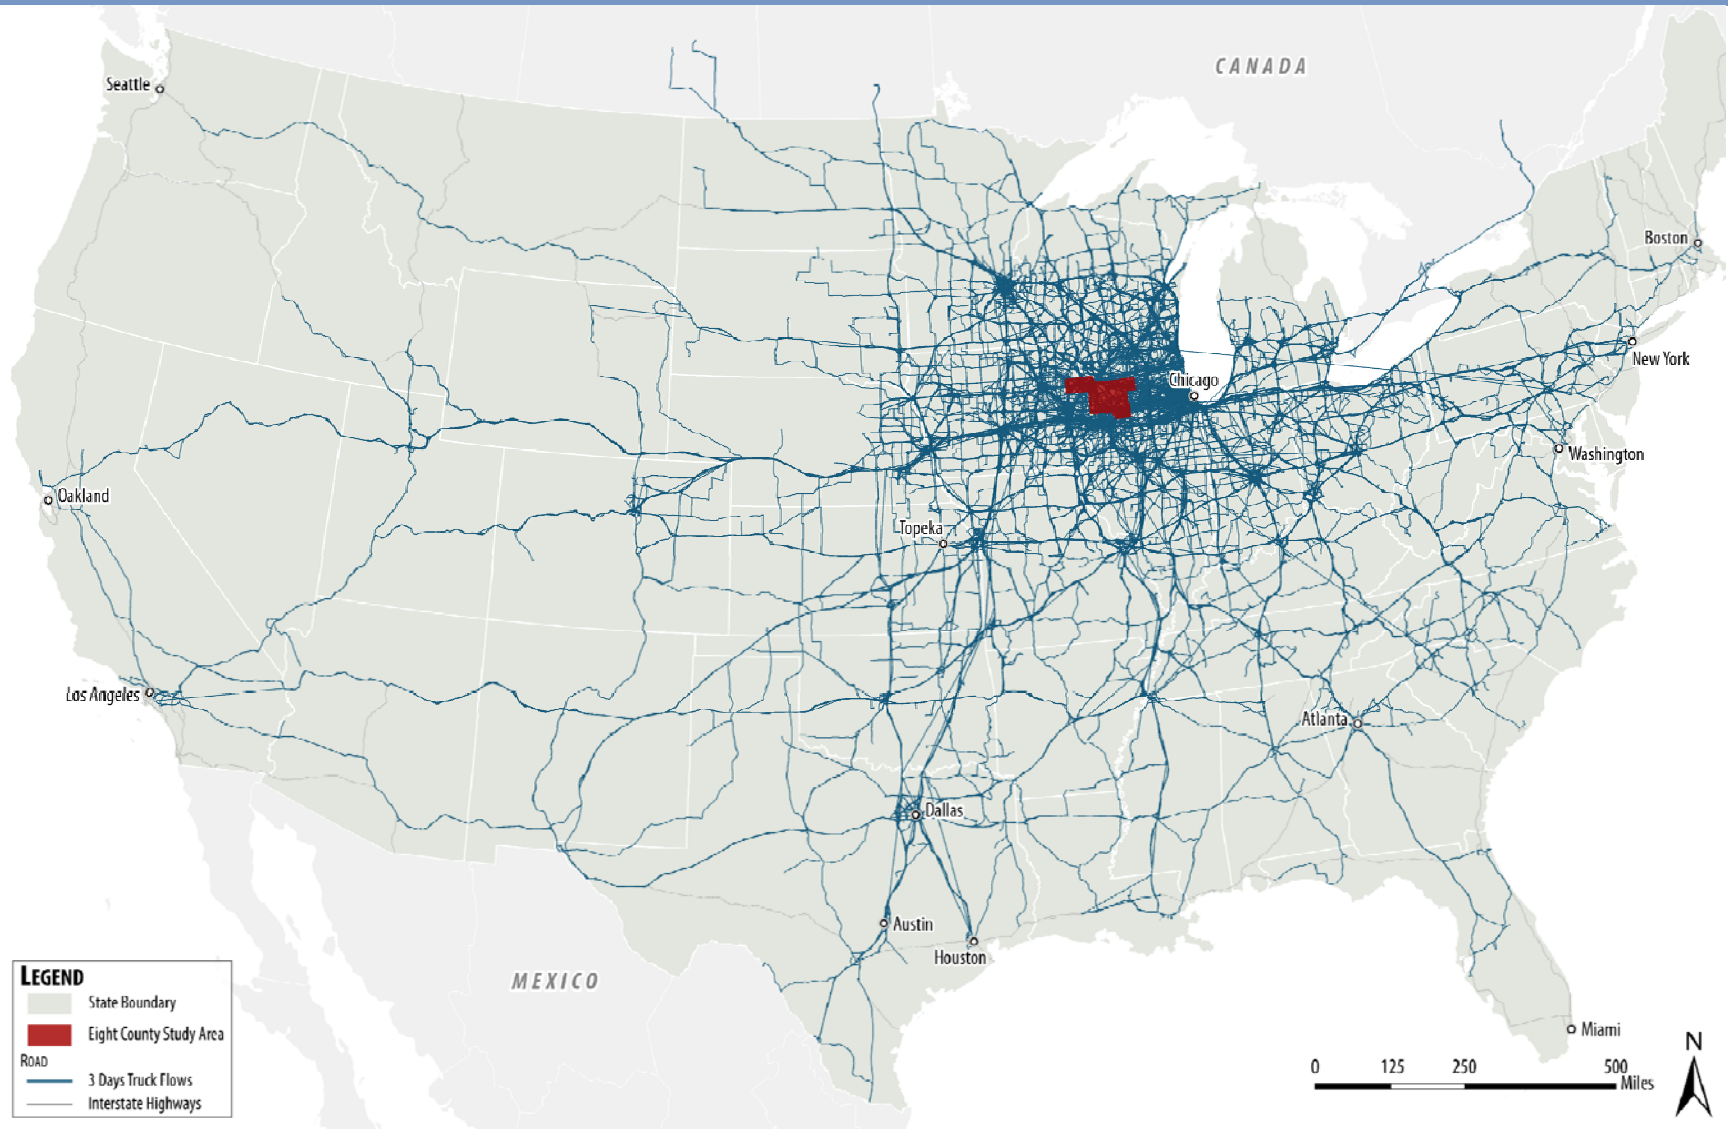 CANADA
Seattle
Boston
New York
Chicago
Washington
Oakland
Topeka
Los Angeles
Atlanta
Dallas
Austin
Houston
MEXICO
Miami
LEGEND
State Boundary
Eight County Study Area
ROAD
3 Days Truck Flows
Interstate Highways
N
0 125 250 500
Miles